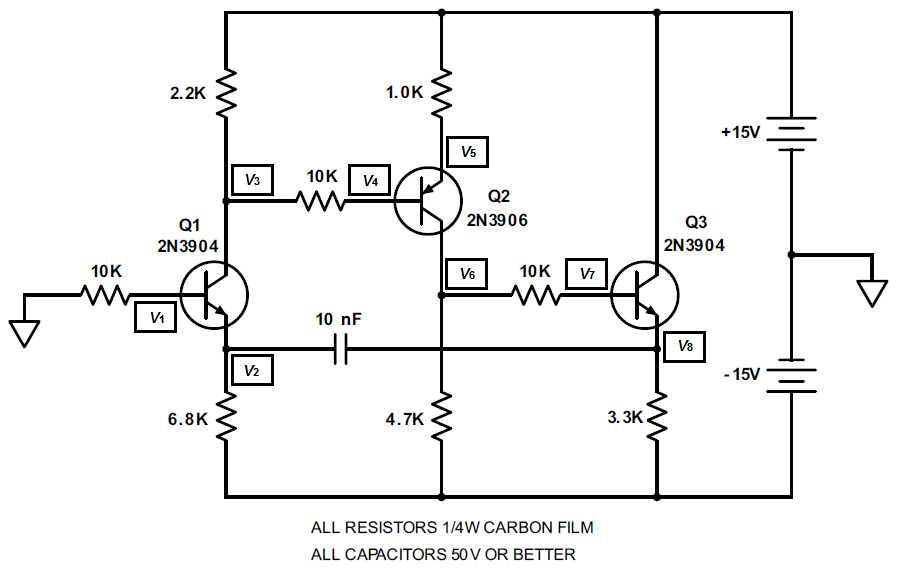 2.2K
1.0K
+15V
V5
V3
10K
V4
Q2
2N3906
Q1
2N3904
Q3
2N3904
10K
V6
10K
V7
V1
10 nF
V8
V2
-15V
6.8K
4.7K
3.3K
ALL RESISTORS 1/4W CARBON FILM
ALL CAPACITORS 50V OR BETTER